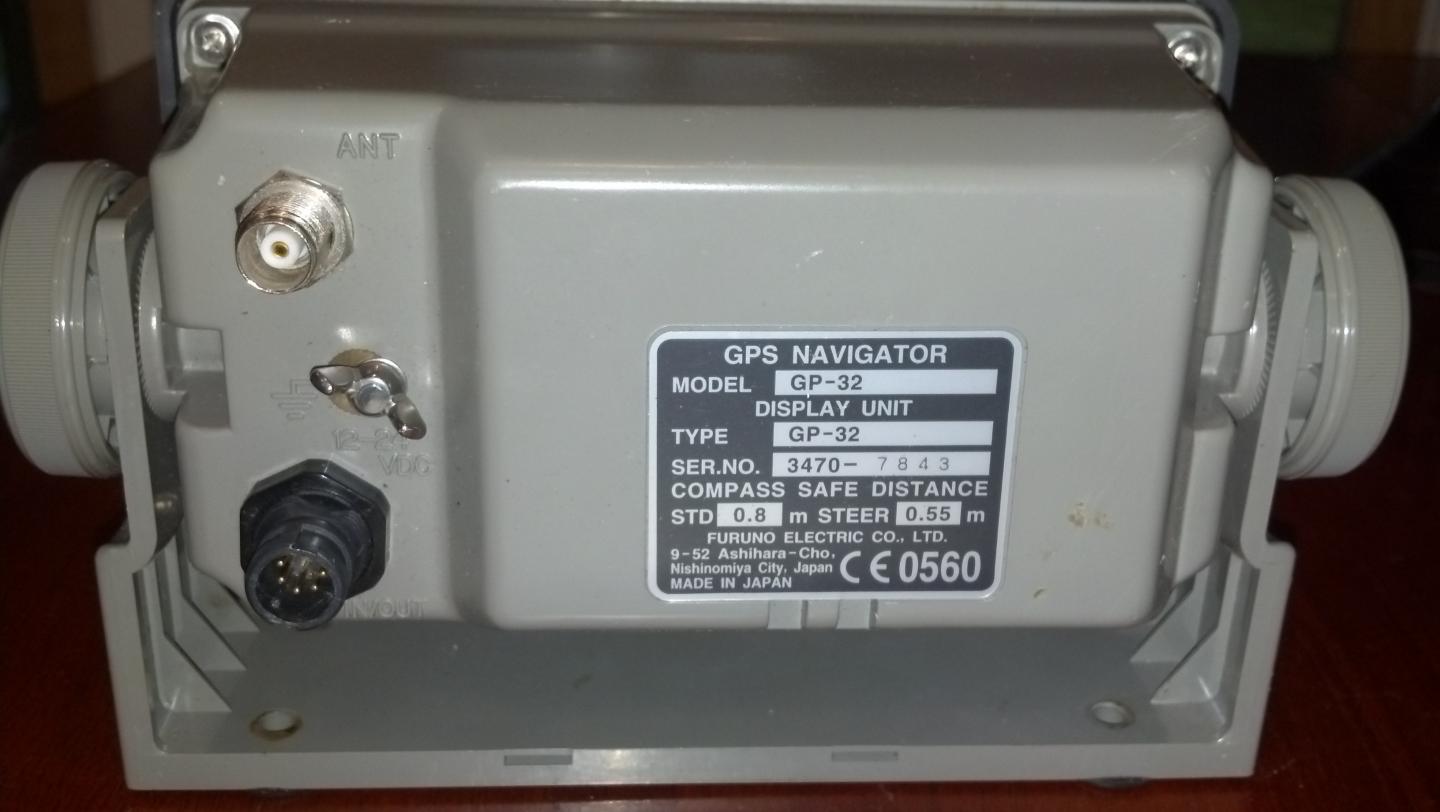 ANT
12-24
VDC
IN/OUT
GPS NAVIGATOR
MODEL GP-32
DISPLAY UNIT
TYPE GP-32
SER.NO. 3470- 7843
COMPASS SAFE DISTANCE
STD 0.8 m STEER 0.55 m
FURUNO ELECTRIC CO., LTD.
9-52 Ashihara-Cho,
Nishinomiya City, Japan
MADE IN JAPAN
CE 0560